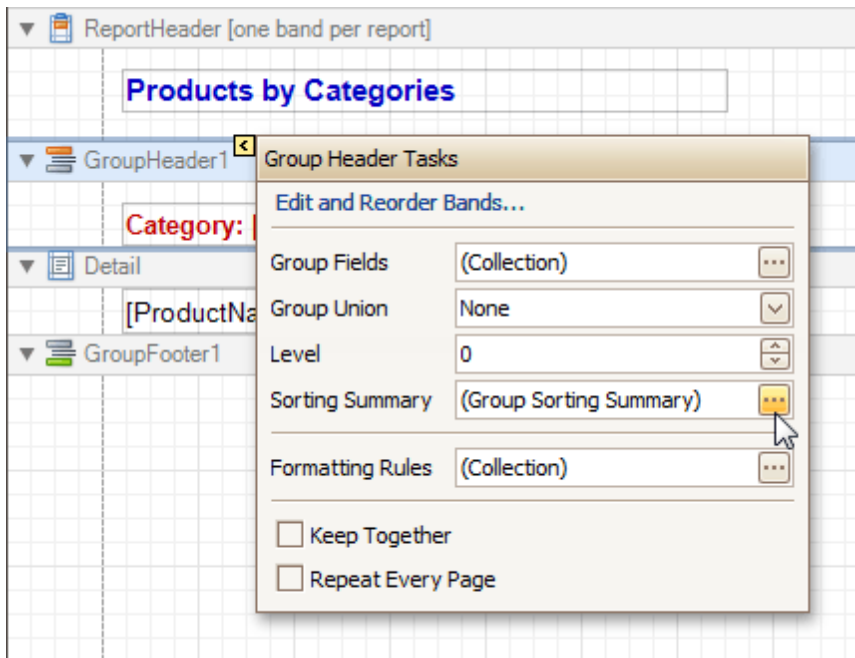 ReportHeader [one band per report]
Products by Categories
GroupHeader1
Group Header Tasks
Edit and Reorder Bands...
Category: [
Group Fields (Collection)
Detail
[ProductNa
Group Union None
GroupFooter1
Level 0
Sorting Summary (Group Sorting Summary)
Formatting Rules (Collection)
Keep Together
Repeat Every Page